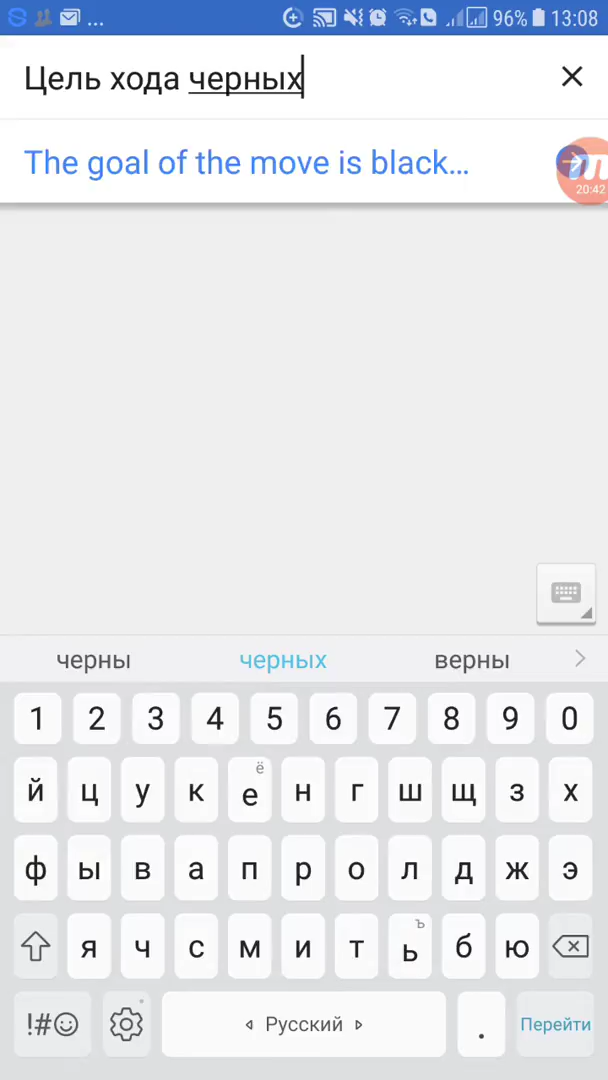 ... 96% 13:08
Цель хода черных
The goal of the move is black...
20:42
черны черных верны
1 2 3 4 5 6 7 8 9 0
ё
й ц у к е н г ш щ з х
ф ы в а п р о л д ж э
ъ
я ч с м и т ь б ю
!#☺ Русский . Перейти